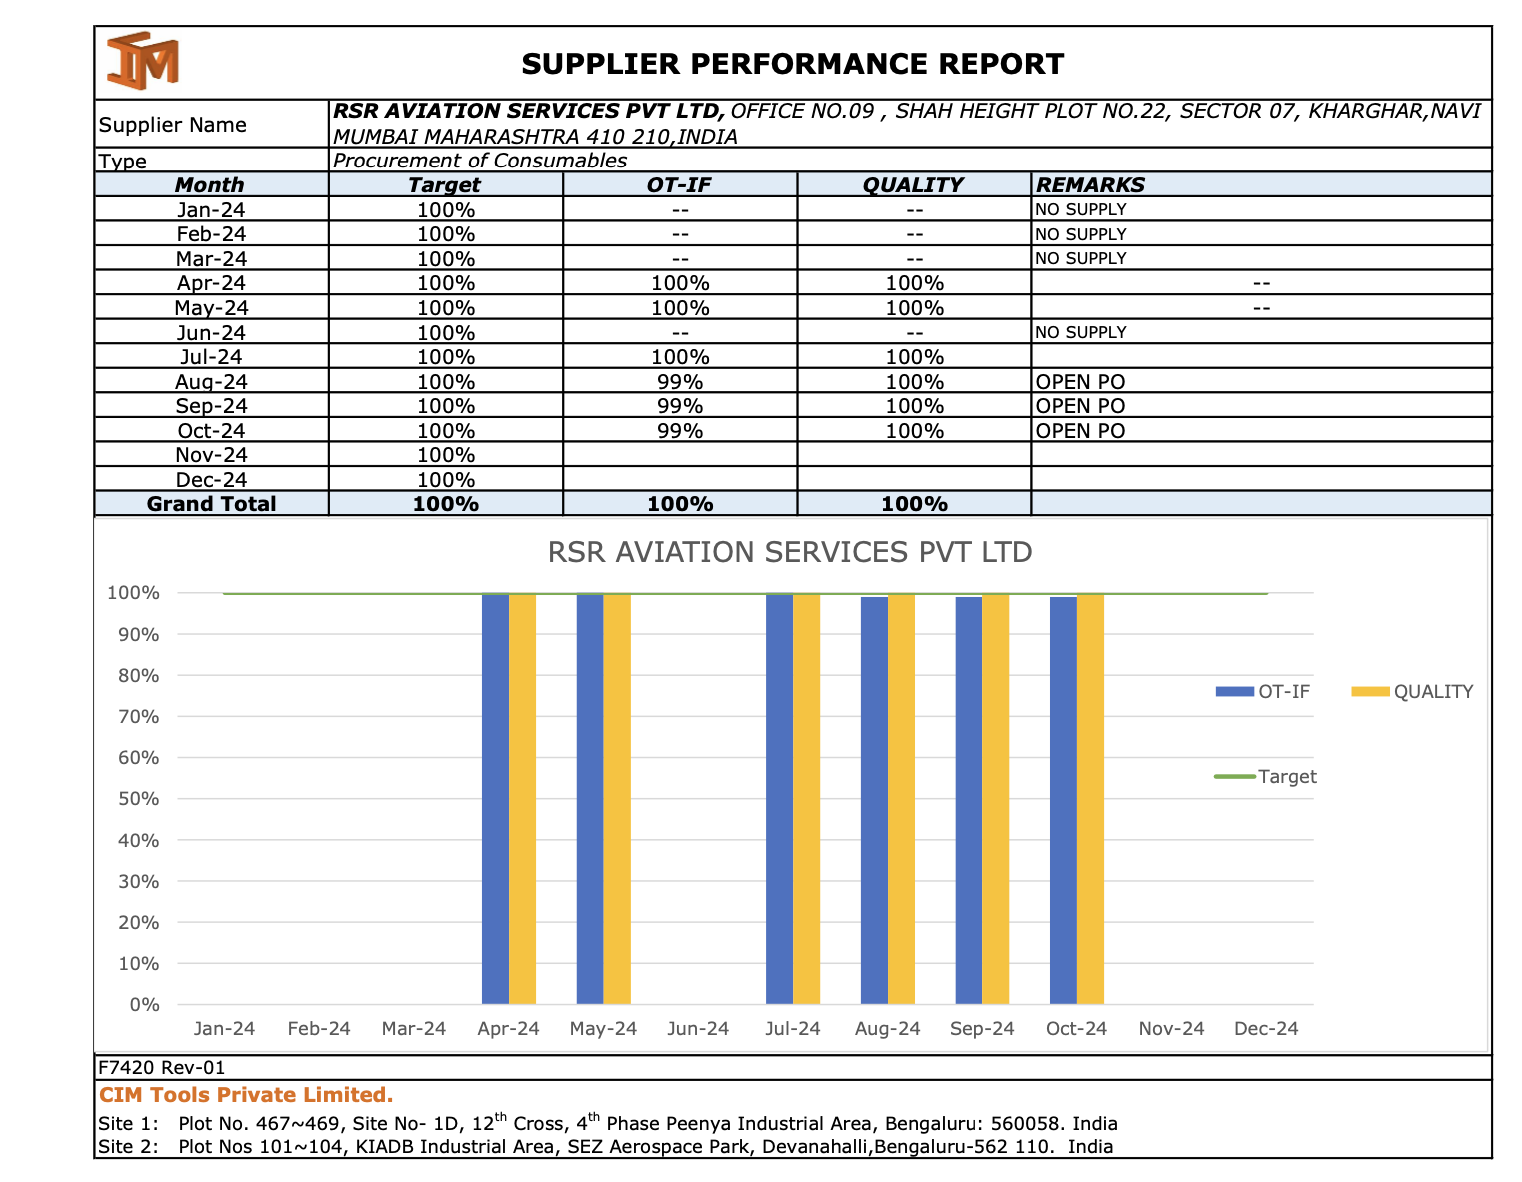 CIM
SUPPLIER PERFORMANCE REPORT
Supplier Name
RSR AVIATION SERVICES PVT LTD, OFFICE NO.09 , SHAH HEIGHT PLOT NO.22, SECTOR 07, KHARGHAR,NAVI
MUMBAI MAHARASHTRA 410 210,INDIA
Type Procurement of Consumables
Month Target OT-IF QUALITY REMARKS
Jan-24 100% -- -- NO SUPPLY
Feb-24 100% -- -- NO SUPPLY
Mar-24 100% -- -- NO SUPPLY
Apr-24 100% 100% 100% --
May-24 100% 100% 100% --
Jun-24 100% -- -- NO SUPPLY
Jul-24 100% 100% 100%
Aug-24 100% 99% 100% OPEN PO
Sep-24 100% 99% 100% OPEN PO
Oct-24 100% 99% 100% OPEN PO
Nov-24 100%
Dec-24 100%
Grand Total 100% 100% 100%
RSR AVIATION SERVICES PVT LTD
100%
90%
80%
70%
60%
50%
40%
30%
20%
10%
0%
Jan-24 Feb-24 Mar-24 Apr-24 May-24 Jun-24 Jul-24 Aug-24 Sep-24 Oct-24 Nov-24 Dec-24
OT-IF QUALITY
Target
F7420 Rev-01
CIM Tools Private Limited.
Site 1: Plot No. 467~469, Site No- 1D, 12th Cross, 4th Phase Peenya Industrial Area, Bengaluru: 560058. India
Site 2: Plot Nos 101~104, KIADB Industrial Area, SEZ Aerospace Park, Devanahalli,Bengaluru-562 110. India